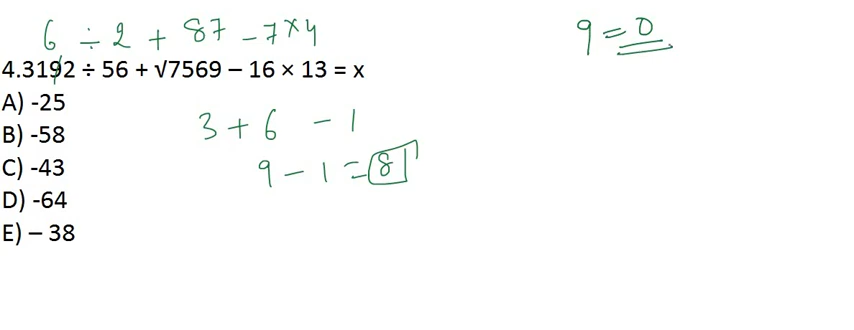 6 ÷ 2 + 87 - 7 × 4
9 = 0
4.3192 ÷ 56 + √7569 – 16 × 13 = x
A) -25
B) -58
C) -43
D) -64
E) – 38
3 + 6 - 1
9 - 1 = 8